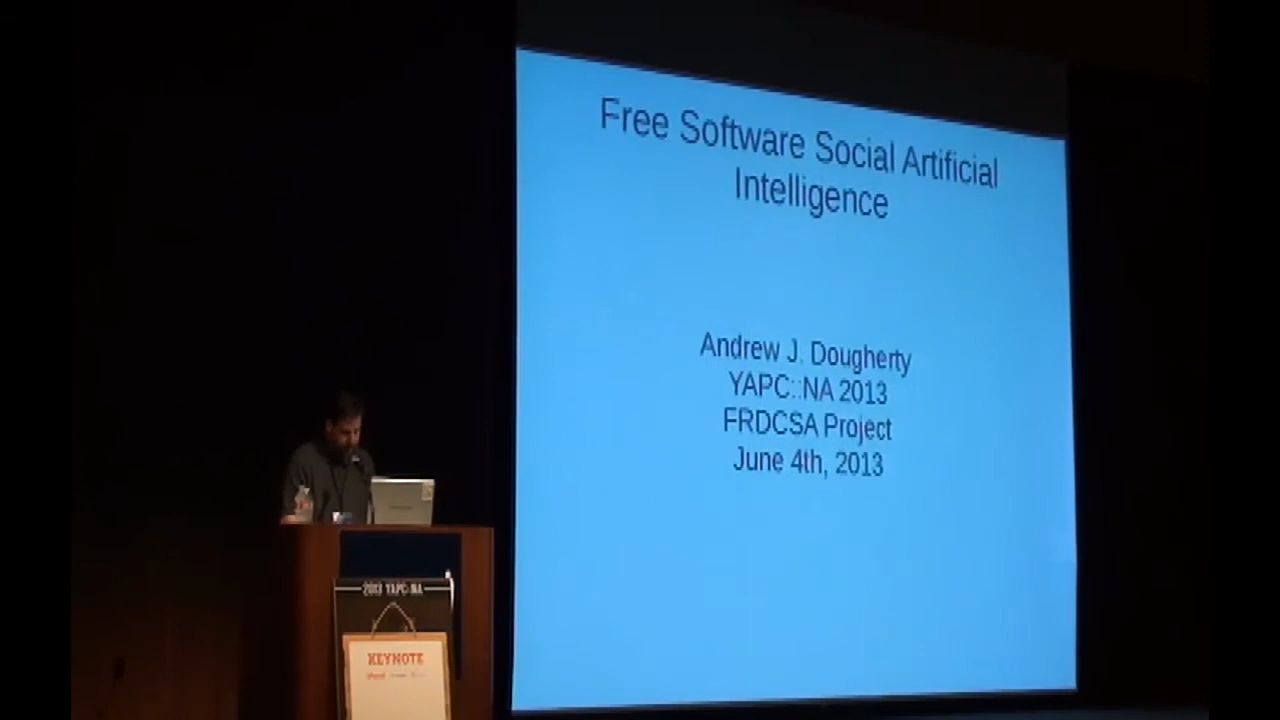 Free Software Social Artificial
Intelligence
Andrew J. Dougherty
YAPC::NA 2013
FRDCSA Project
June 4th, 2013
2013 YAPC::NA
KEYNOTE